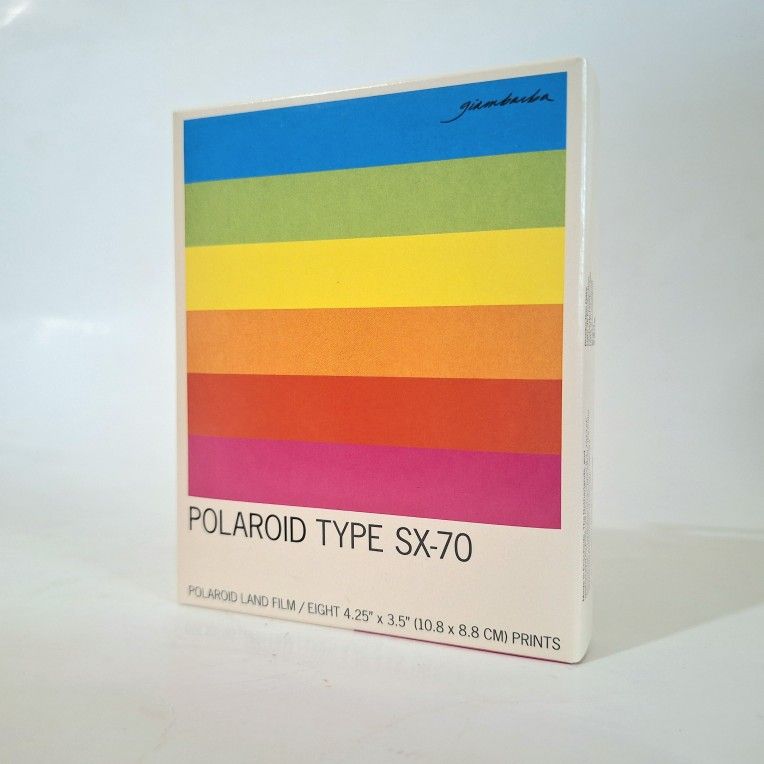 giambarba
POLAROID TYPE SX-70
POLAROID LAND FILM / EIGHT 4.25" x 3.5" (10.8 x 8.8 CM) PRINTS